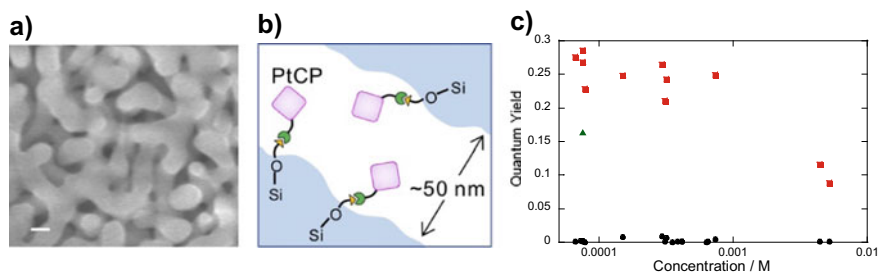 a)
b)
PtCP
O
Si
O
Si
O
Si
~50 nm
c)
Quantum Yield
0.3
0.25
0.2
0.15
0.1
0.05
0
0.0001
0.001
0.01
Concentration / M